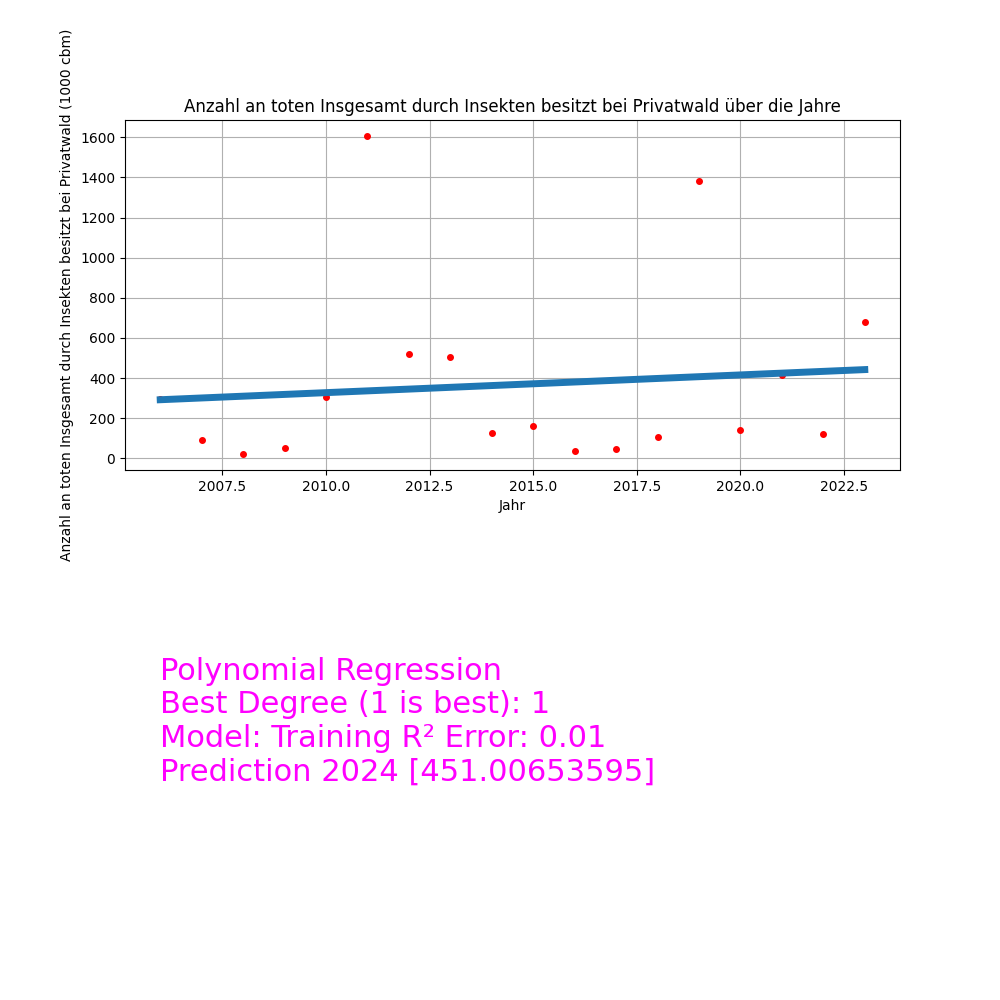 Anzahl an toten Insgesamt durch Insekten besitzt bei Privatwald über die Jahre
Anzahl an toten Insgesamt durch Insekten besitzt bei Privatwald (1000 cbm)
1600
1400
1200
1000
800
600
400
200
0
2007.5 2010.0 2012.5 2015.0 2017.5 2020.0 2022.5
Jahr
Polynomial Regression
Best Degree (1 is best): 1
Model: Training R² Error: 0.01
Prediction 2024 [451.00653595]